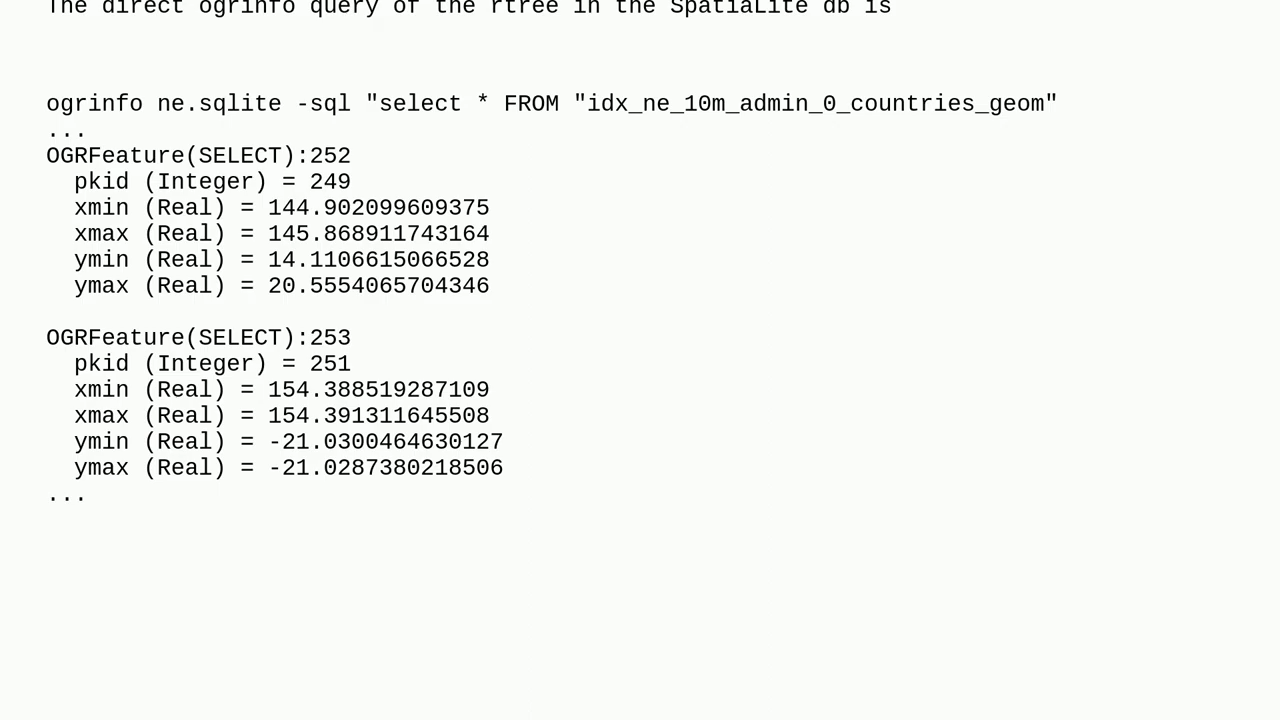 The direct ogrinfo query of the rtree in the SpatiaLite db is
ogrinfo ne.sqlite -sql "select * FROM "idx_ne_10m_admin_0_countries_geom"
...
OGRFeature(SELECT):252
  pkid (Integer) = 249
  xmin (Real) = 144.902099609375
  xmax (Real) = 145.868911743164
  ymin (Real) = 14.1106615066528
  ymax (Real) = 20.5554065704346
OGRFeature(SELECT):253
  pkid (Integer) = 251
  xmin (Real) = 154.388519287109
  xmax (Real) = 154.391311645508
  ymin (Real) = -21.0300464630127
  ymax (Real) = -21.0287380218506
...